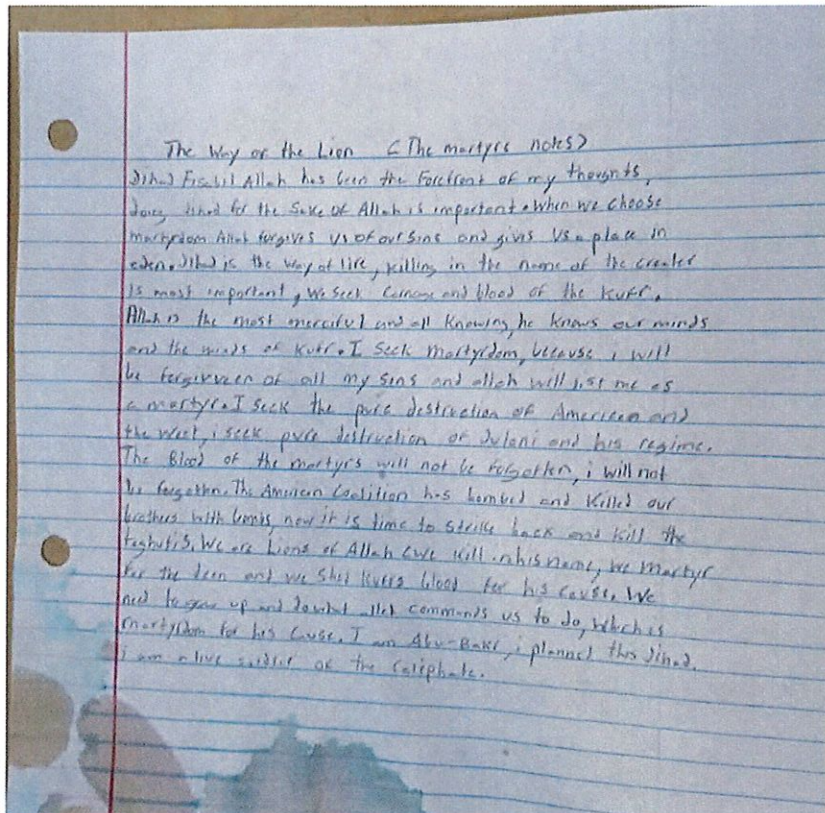 The Way of the Lion (The martyrs notes)
Jihad Fisabil Allah has been the forefront of my thoughts,
doing jihad for the sake of Allah is important. When we choose
martyrdom Allah forgives us of our sins and gives us a place in
eden. Jihad is the way of life, killing in the name of the creater
is most important, we seek carnage and blood of the kuffr.
Allah is the most merciful and all knowing, he knows our minds
and the minds of kuffr. I seek martyrdom, because i will
be forgivveen of all my sins and allah will list me as
a martyr. I seek the pure destruction of American and
the west, i seek pure destruction of Julani and his regime.
The Blood of the martyrs will not be forgotten, i will not
be forgotten. The American Coalition has bombed and killed our
brothers with bombs, now it is time to strike back and kill the
We are Lions of Allah we kill in his name, we martyr
for the deen and we shed kuffrs blood for his cause. We
need to grow up and do what allah commands us to do, which is
martyrdom for his cause. I am Abu-Bakr, i planned this Jihad.
i am a live soldier of the caliphate.